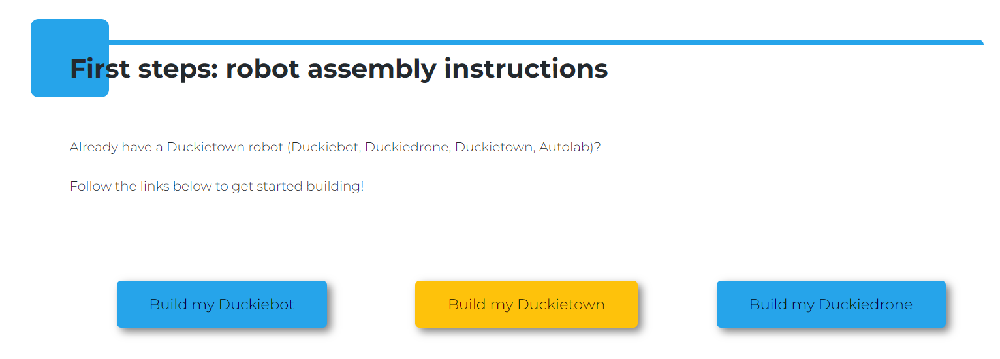 First steps: robot assembly instructions
Already have a Duckietown robot (Duckiebot, Duckiedrone, Duckietown, Autolab)?
Follow the links below to get started building!
Build my Duckiebot
Build my Duckietown
Build my Duckiedrone